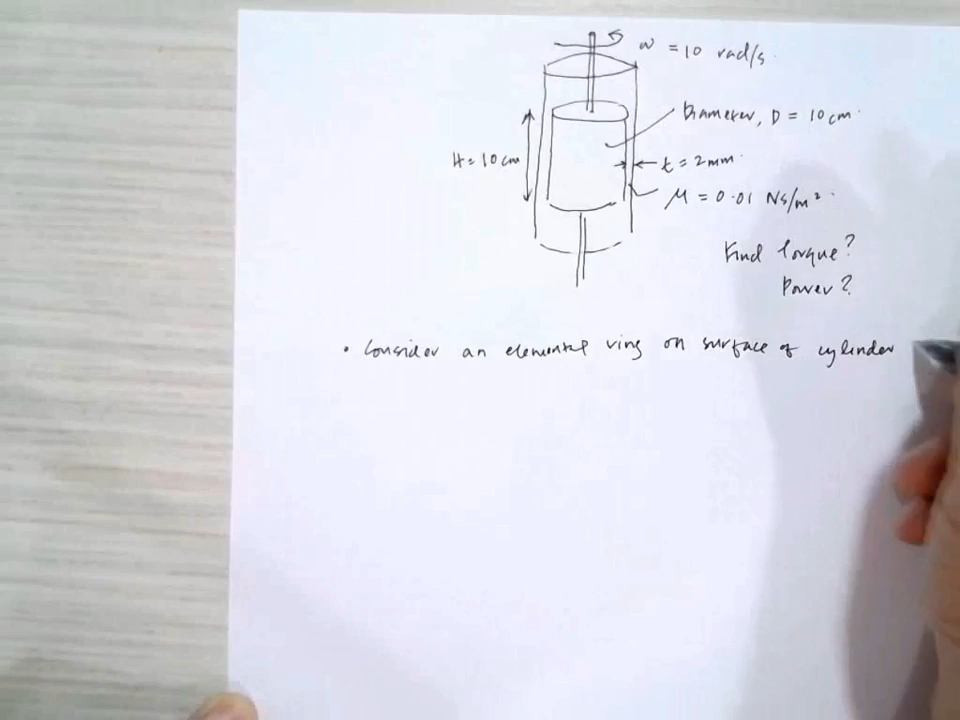 ω = 10 rad/s
Diameter, D = 10 cm
H = 10 cm
t = 2 mm
μ = 0.01 Ns/m²
Find Torque?
Power?
• Consider an elemental ring on surface of cylinder